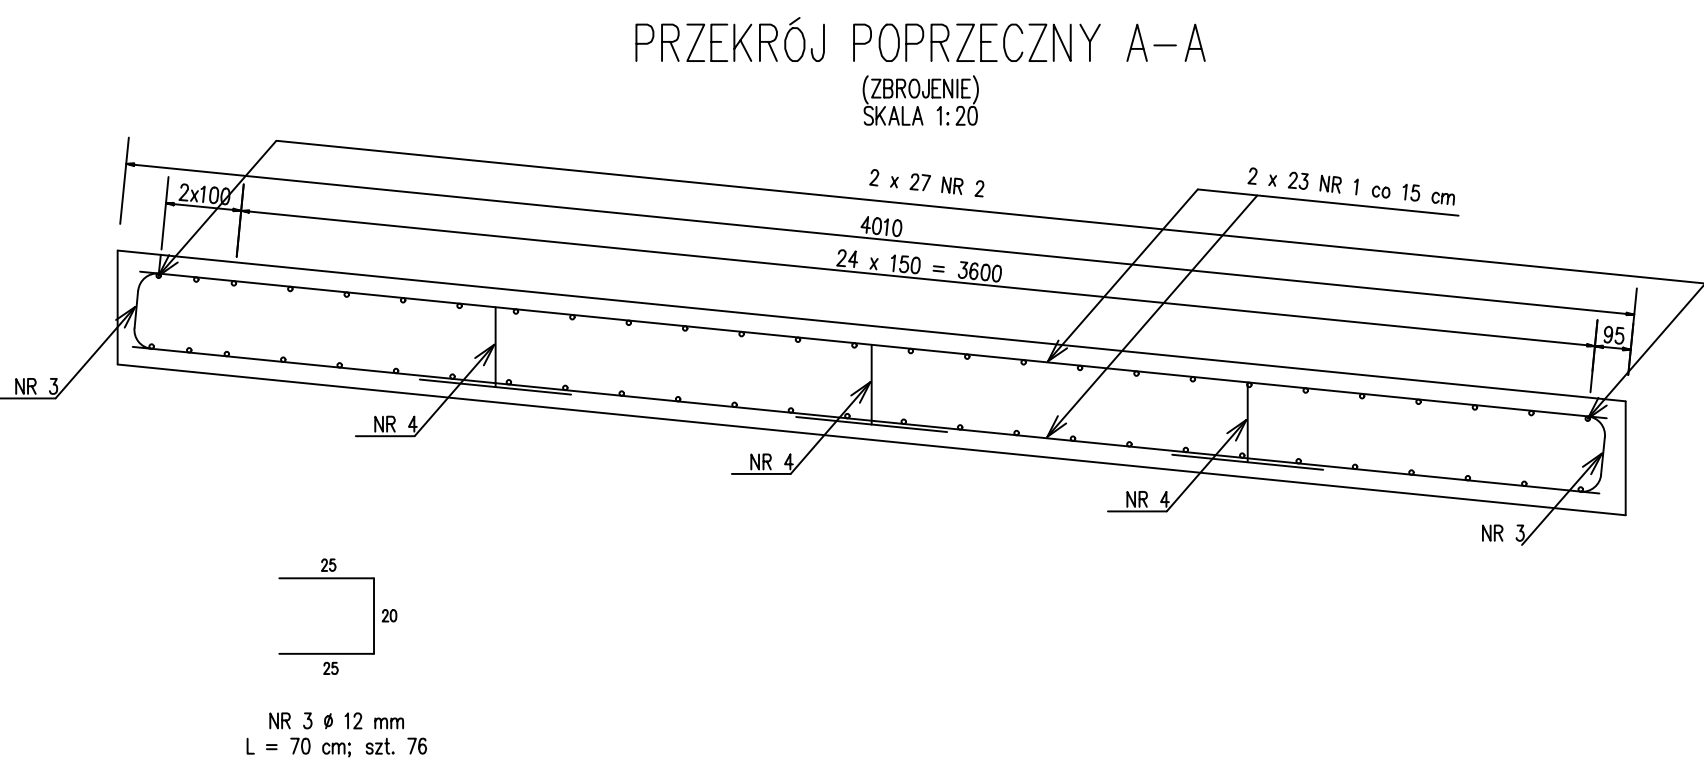 PRZEKRÓJ POPRZECZNY A-A
(ZBROJENIE)
SKALA 1:20
2 x 27 NR 2
2 x 23 NR 1 co 15 cm
2x100
4010
24 x 150 = 3600
95
NR 3
NR 4
NR 4
NR 4
NR 3
25
20
25
NR 3 ø 12 mm
L = 70 cm; szt. 76